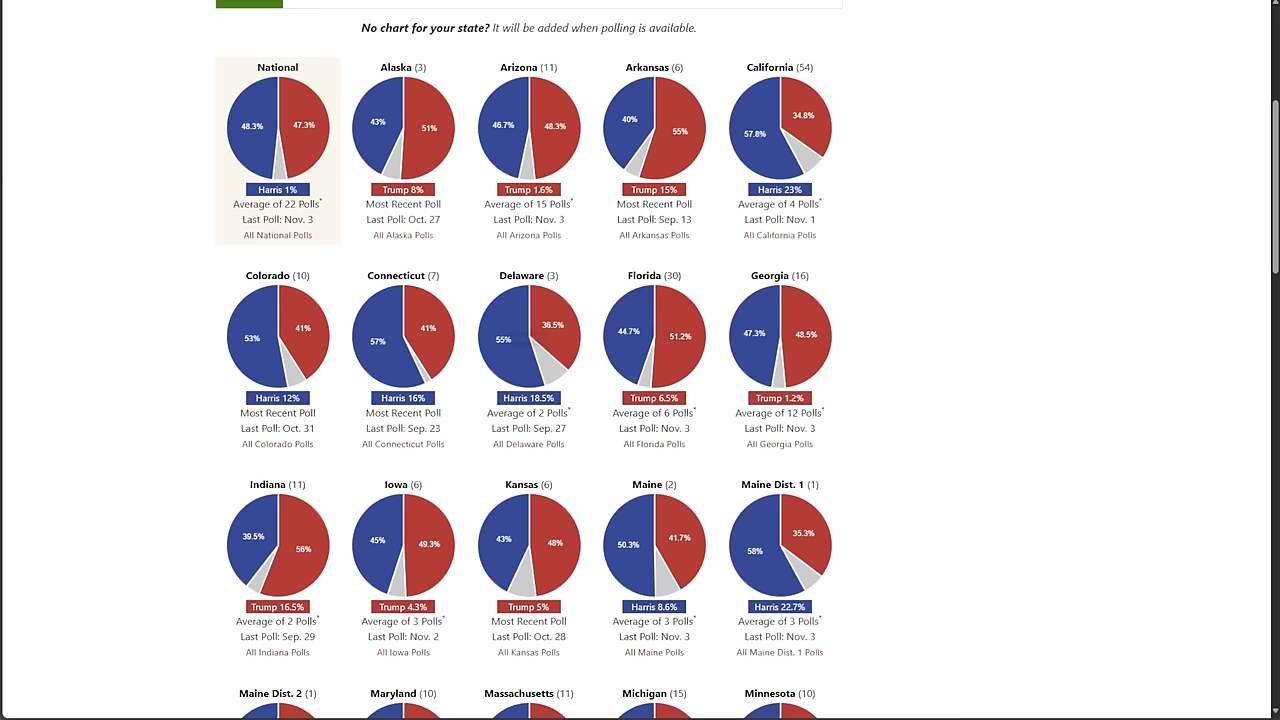 No chart for your state? It will be added when polling is available.
National
Alaska (3)
Arizona (11)
Arkansas (6)
California (54)
48.3%
47.3%
43%
51%
46.7%
48.3%
40%
55%
57.8%
34.8%
Harris 1%
Trump 8%
Trump 1.6%
Trump 15%
Harris 23%
Average of 22 Polls*
Most Recent Poll
Average of 15 Polls*
Most Recent Poll
Average of 4 Polls*
Last Poll: Nov. 3
Last Poll: Oct. 27
Last Poll: Nov. 3
Last Poll: Sep. 13
Last Poll: Nov. 1
All National Polls
All Alaska Polls
All Arizona Polls
All Arkansas Polls
All California Polls
Colorado (10)
Connecticut (7)
Delaware (3)
Florida (30)
Georgia (16)
53%
41%
57%
41%
55%
36.5%
44.7%
51.2%
47.3%
48.5%
Harris 12%
Harris 16%
Harris 18.5%
Trump 6.5%
Trump 1.2%
Most Recent Poll
Most Recent Poll
Average of 2 Polls*
Average of 6 Polls*
Average of 12 Polls*
Last Poll: Oct. 31
Last Poll: Sep. 23
Last Poll: Sep. 27
Last Poll: Nov. 3
Last Poll: Nov. 3
All Colorado Polls
All Connecticut Polls
All Delaware Polls
All Florida Polls
All Georgia Polls
Indiana (11)
Iowa (6)
Kansas (6)
Maine (2)
Maine Dist. 1 (1)
39.5%
56%
45%
49.3%
43%
48%
50.3%
41.7%
58%
35.3%
Trump 16.5%
Trump 4.3%
Trump 5%
Harris 8.6%
Harris 22.7%
Average of 2 Polls*
Average of 3 Polls*
Most Recent Poll
Average of 3 Polls*
Average of 3 Polls*
Last Poll: Sep. 29
Last Poll: Nov. 2
Last Poll: Oct. 28
Last Poll: Nov. 3
Last Poll: Nov. 3
All Indiana Polls
All Iowa Polls
All Kansas Polls
All Maine Polls
All Maine Dist. 1 Polls
Maine Dist. 2 (1)
Maryland (10)
Massachusetts (11)
Michigan (15)
Minnesota (10)